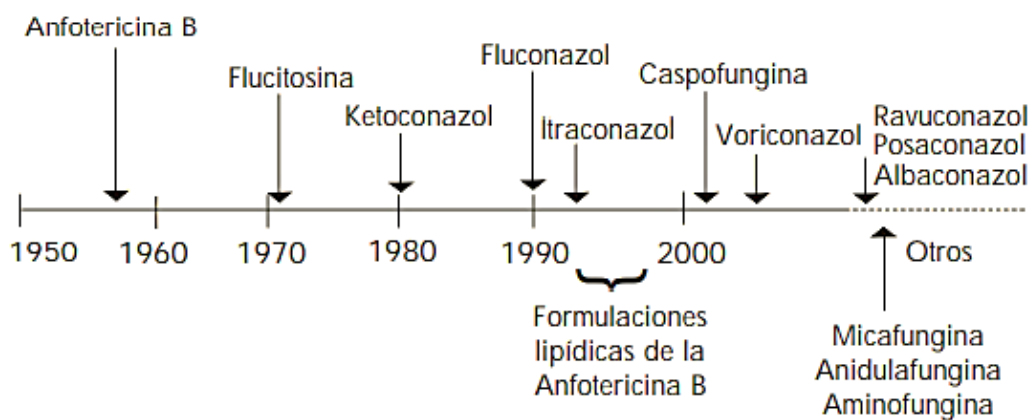 Anfotericina B
Flucitosina
Ketoconazol
Fluconazol
Itraconazol
Caspofungina
Voriconazol
Ravuconazol
Posaconazol
Albaconazol
1950
1960
1970
1980
1990
2000
Otros
Formulaciones
lipídicas de la
Anfotericina B
Micafungina
Anidulafungina
Aminofungina